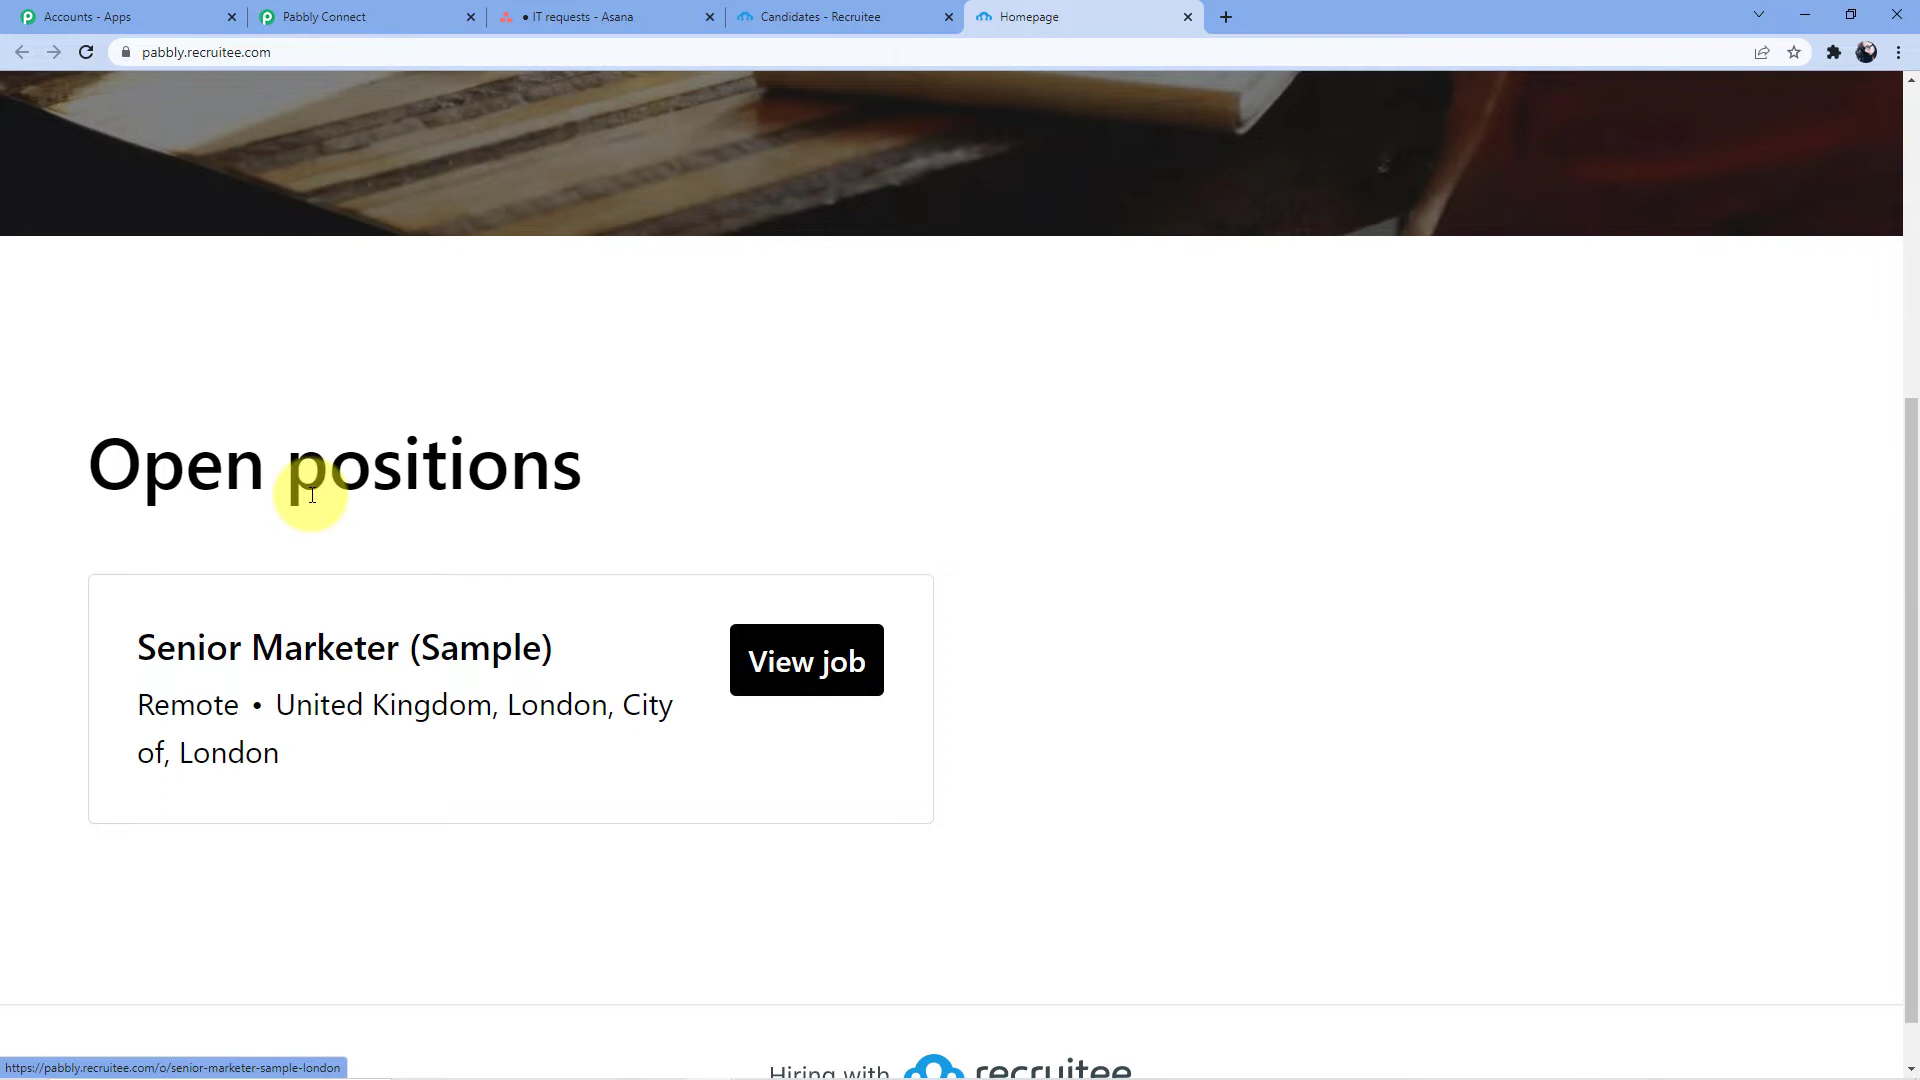 Accounts - Apps
Pabbly Connect
• IT requests - Asana
Candidates - Recruitee
Homepage
pabbly.recruitee.com
Open positions
Senior Marketer (Sample)
View job
Remote • United Kingdom, London, City
of, London
Hiring with recruitee
https://pabbly.recruitee.com/o/senior-marketer-sample-london